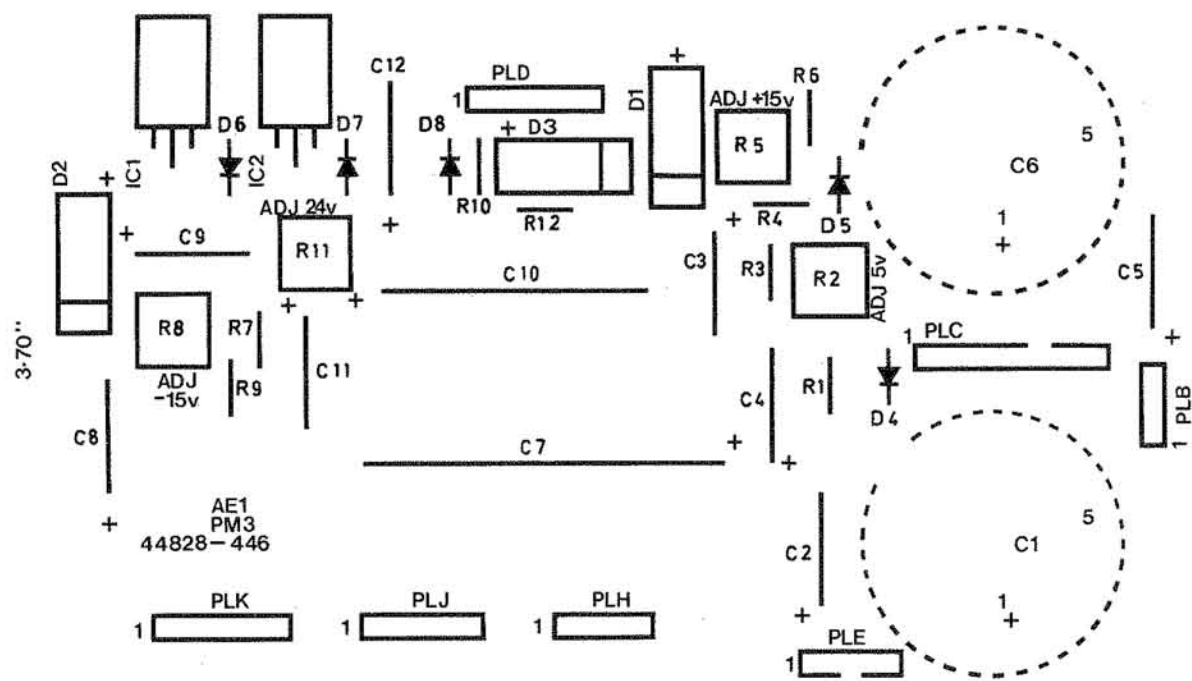 C12
PLD
1
+
D1
ADJ +15v
R5
R6
5
C6
1
+
D2
+
IC1
D6
IC2
D7
D8
+ D3
R10
R12
+
R4
D5
ADJ 24v
R11
+
C9
C10
C3
R3
R2
ADJ 5v
C5
+
+ +
+
3·70"
R8
ADJ
-15v
R7
R9
C11
1 PLC
R1
D4
C4
PLB
1
C8
C7
+
+
+
AE1
PM3
44828-446
C2
5
C1
1
+
PLK
1
PLJ
1
PLH
1
+
PLE
1